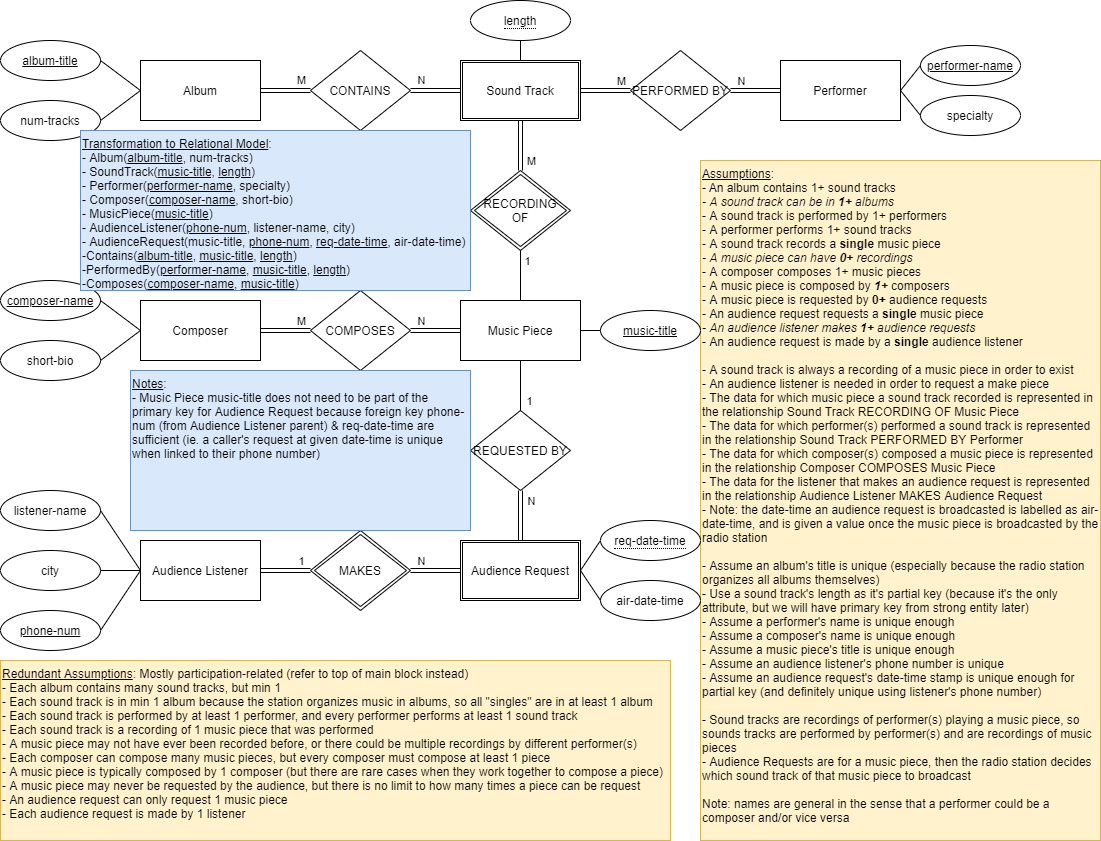 length
album-title
num-tracks
Album
M
CONTAINS
N
Sound Track
M
PERFORMED BY
N
Performer
performer-name
specialty
Transformation to Relational Model:
- Album(album-title, num-tracks)
- SoundTrack(music-title, length)
- Performer(performer-name, specialty)
- Composer(composer-name, short-bio)
- MusicPiece(music-title)
- AudienceListener(phone-num, listener-name, city)
- AudienceRequest(music-title, phone-num, req-date-time, air-date-time)
-Contains(album-title, music-title, length)
-PerformedBy(performer-name, music-title, length)
-Composes(composer-name, music-title)
M
RECORDING
OF
1
composer-name
short-bio
Composer
M
COMPOSES
N
Music Piece
music-title
Notes:
- Music Piece music-title does not need to be part of the
primary key for Audience Request because foreign key phone-
num (from Audience Listener parent) & req-date-time are
sufficient (ie. a caller's request at given date-time is unique
when linked to their phone number)
1
REQUESTED BY
N
listener-name
city
phone-num
Audience Listener
1
MAKES
N
Audience Request
req-date-time
air-date-time
Assumptions:
- An album contains 1+ sound tracks
- A sound track can be in 1+ albums
- A sound track is performed by 1+ performers
- A performer performs 1+ sound tracks
- A sound track records a single music piece
- A music piece can have 0+ recordings
- A composer composes 1+ music pieces
- A music piece is composed by 1+ composers
- A music piece is requested by 0+ audience requests
- An audience request requests a single music piece
- An audience listener makes 1+ audience requests
- An audience request is made by a single audience listener
- A sound track is always a recording of a music piece in order to exist
- An audience listener is needed in order to request a make piece
- The data for which music piece a sound track recorded is represented in
the relationship Sound Track RECORDING OF Music Piece
- The data for which performer(s) performed a sound track is represented
in the relationship Sound Track PERFORMED BY Performer
- The data for which composer(s) composed a music piece is represented
in the relationship Composer COMPOSES Music Piece
- The data for the listener that makes an audience request is represented
in the relationship Audience Listener MAKES Audience Request
- Note: the date-time an audience request is broadcasted is labelled as air-
date-time, and is given a value once the music piece is broadcasted by the
radio station
- Assume an album's title is unique (especially because the radio station
organizes all albums themselves)
- Use a sound track's length as it's partial key (because it's the only
attribute, but we will have primary key from strong entity later)
- Assume a performer's name is unique enough
- Assume a composer's name is unique enough
- Assume a music piece's title is unique enough
- Assume an audience listener's phone number is unique
- Assume an audience request's date-time stamp is unique enough for
partial key (and definitely unique using listener's phone number)
- Sound tracks are recordings of performer(s) playing a music piece, so
sounds tracks are performed by performer(s) and are recordings of music
pieces
- Audience Requests are for a music piece, then the radio station decides
which sound track of that music piece to broadcast
Note: names are general in the sense that a performer could be a
composer and/or vice versa
Redundant Assumptions: Mostly participation-related (refer to top of main block instead)
- Each album contains many sound tracks, but min 1
- Each sound track is in min 1 album because the station organizes music in albums, so all "singles" are in at least 1 album
- Each sound track is performed by at least 1 performer, and every performer performs at least 1 sound track
- Each sound track is a recording of 1 music piece that was performed
- A music piece may not have ever been recorded before, or there could be multiple recordings by different performer(s)
- Each composer can compose many music pieces, but every composer must compose at least 1 piece
- A music piece is typically composed by 1 composer (but there are rare cases when they work together to compose a piece)
- A music piece may never be requested by the audience, but there is no limit to how many times a piece can be request
- An audience request can only request 1 music piece
- Each audience request is made by 1 listener